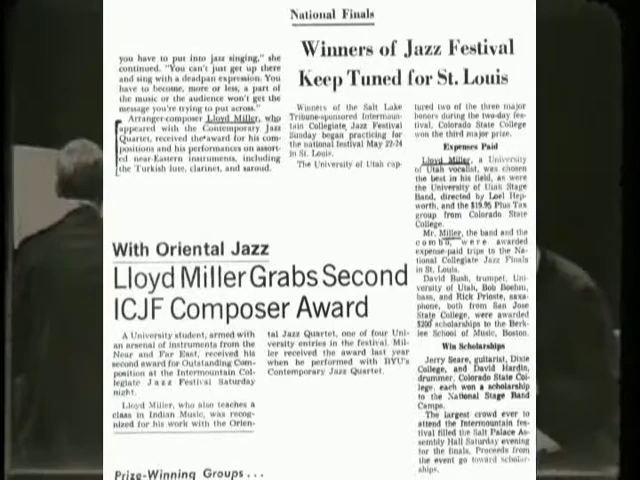 National Finals
Winners of Jazz Festival
Keep Tuned for St. Louis
you have to put into jazz singing," she
continued. "You can't just get up there
and sing with a deadpan expression. You
have to become, more or less, a part of
the music or the audience won't get the
message you're trying to put across."
Arranger-composer Lloyd Miller, who
appeared with the Contemporary Jazz
Quartet, received the award for his com-
positions and his performances on assort-
ed near-Eastern instruments, including
the Turkish lute, clarinet, and
Winners of the Salt Lake
Tribune-sponsored Intermoun-
tain Collegiate Jazz Festival
Sunday began practicing for
the national festival May 22-24
in St. Louis.
The University of Utah cap-
tured two of the three major
honors during the two-day fes-
tival. Colorado State College
won the third major prize.
Expenses Paid
Lloyd Miller, a University
of Utah vocalist, was chosen
the best in his field, as were
the University of Utah Stage
Band, directed by Loel Hep-
worth, and the $19.95 Plus Tax
group from Colorado State
College.
Mr. Miller, the band and the
combo, were awarded
expense-paid trips to the Na-
tional Collegiate Jazz Finals
in St. Louis.
David Bush, trumpet, Uni-
versity of Utah, Bob Boehm,
bass, and Rick Prioste, saxa-
phone, both from San Jose
State College, were awarded
$200 scholarships to the Berk-
lee School of Music, Boston.
Win Scholarships
Jerry Seare, guitarist, Dixie
College, and David Hardin,
drummer, Colorado State Col-
lege, each won a scholarship
to the National Stage Band
Camps.
The largest crowd ever to
attend the Intermountain fes-
tival filled the Salt Palace As-
sembly Hall Saturday evening
for the finals. Proceeds from
the event go toward scholar-
ships.
With Oriental Jazz
Lloyd Miller Grabs Second
ICJF Composer Award
A University student, armed with
an arsenal of instruments from the
Near and Far East, received his
second award for Outstanding Com-
position at the Intermountain Col-
legiate Jazz Festival Saturday
night.
Lloyd Miller, who also teaches a
class in Indian Music, was recog-
nized for his work with the Orien-
tal Jazz Quartet, one of four Uni-
versity entries in the festival. Mil-
ler received the award last year
when he performed with BYU's
Contemporary Jazz Quartet.
Prize-Winning Groups . . .